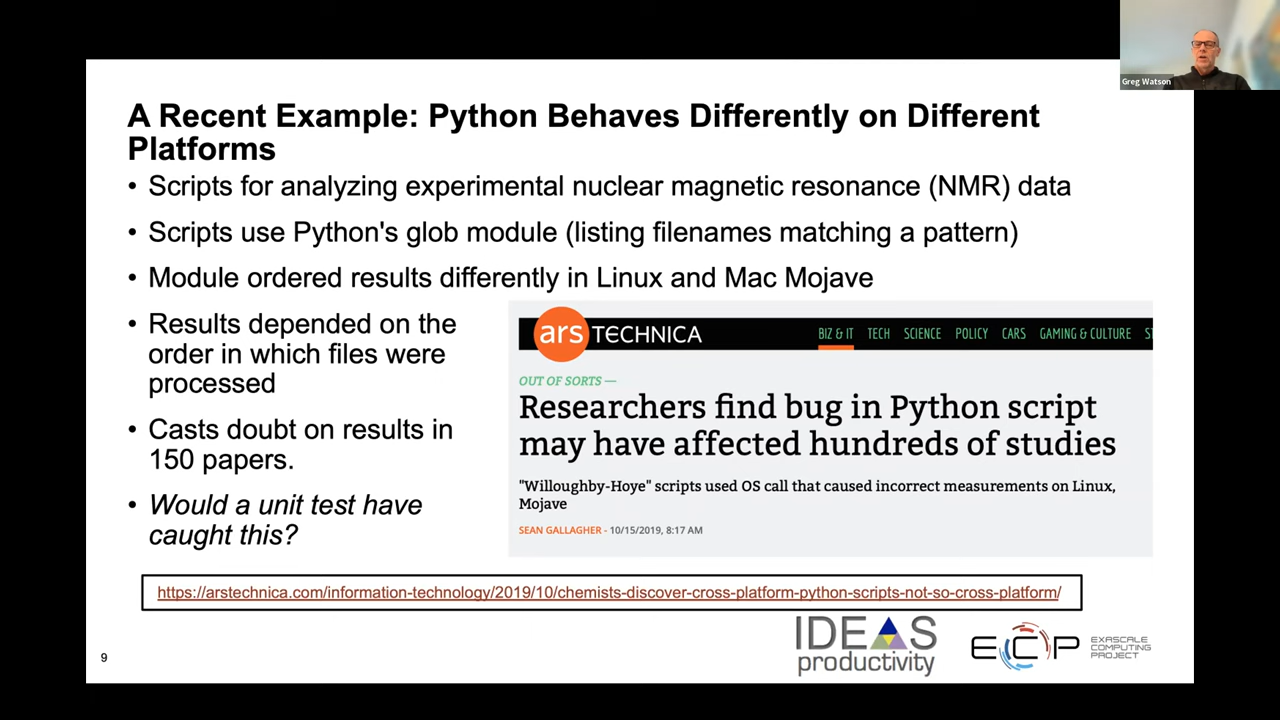 Greg Watson
A Recent Example: Python Behaves Differently on Different
Platforms
• Scripts for analyzing experimental nuclear magnetic resonance (NMR) data
• Scripts use Python's glob module (listing filenames matching a pattern)
• Module ordered results differently in Linux and Mac Mojave
• Results depended on the
order in which files were
processed
• Casts doubt on results in
150 papers.
• Would a unit test have
caught this?
ars TECHNICA
BIZ & IT TECH SCIENCE POLICY CARS GAMING & CULTURE ST
OUT OF SORTS —
Researchers find bug in Python script
may have affected hundreds of studies
"Willoughby-Hoye" scripts used OS call that caused incorrect measurements on Linux,
Mojave
SEAN GALLAGHER - 10/15/2019, 8:17 AM
https://arstechnica.com/information-technology/2019/10/chemists-discover-cross-platform-python-scripts-not-so-cross-platform/
9
IDEAS
productivity
ECP
EXASCALE
COMPUTING
PROJECT